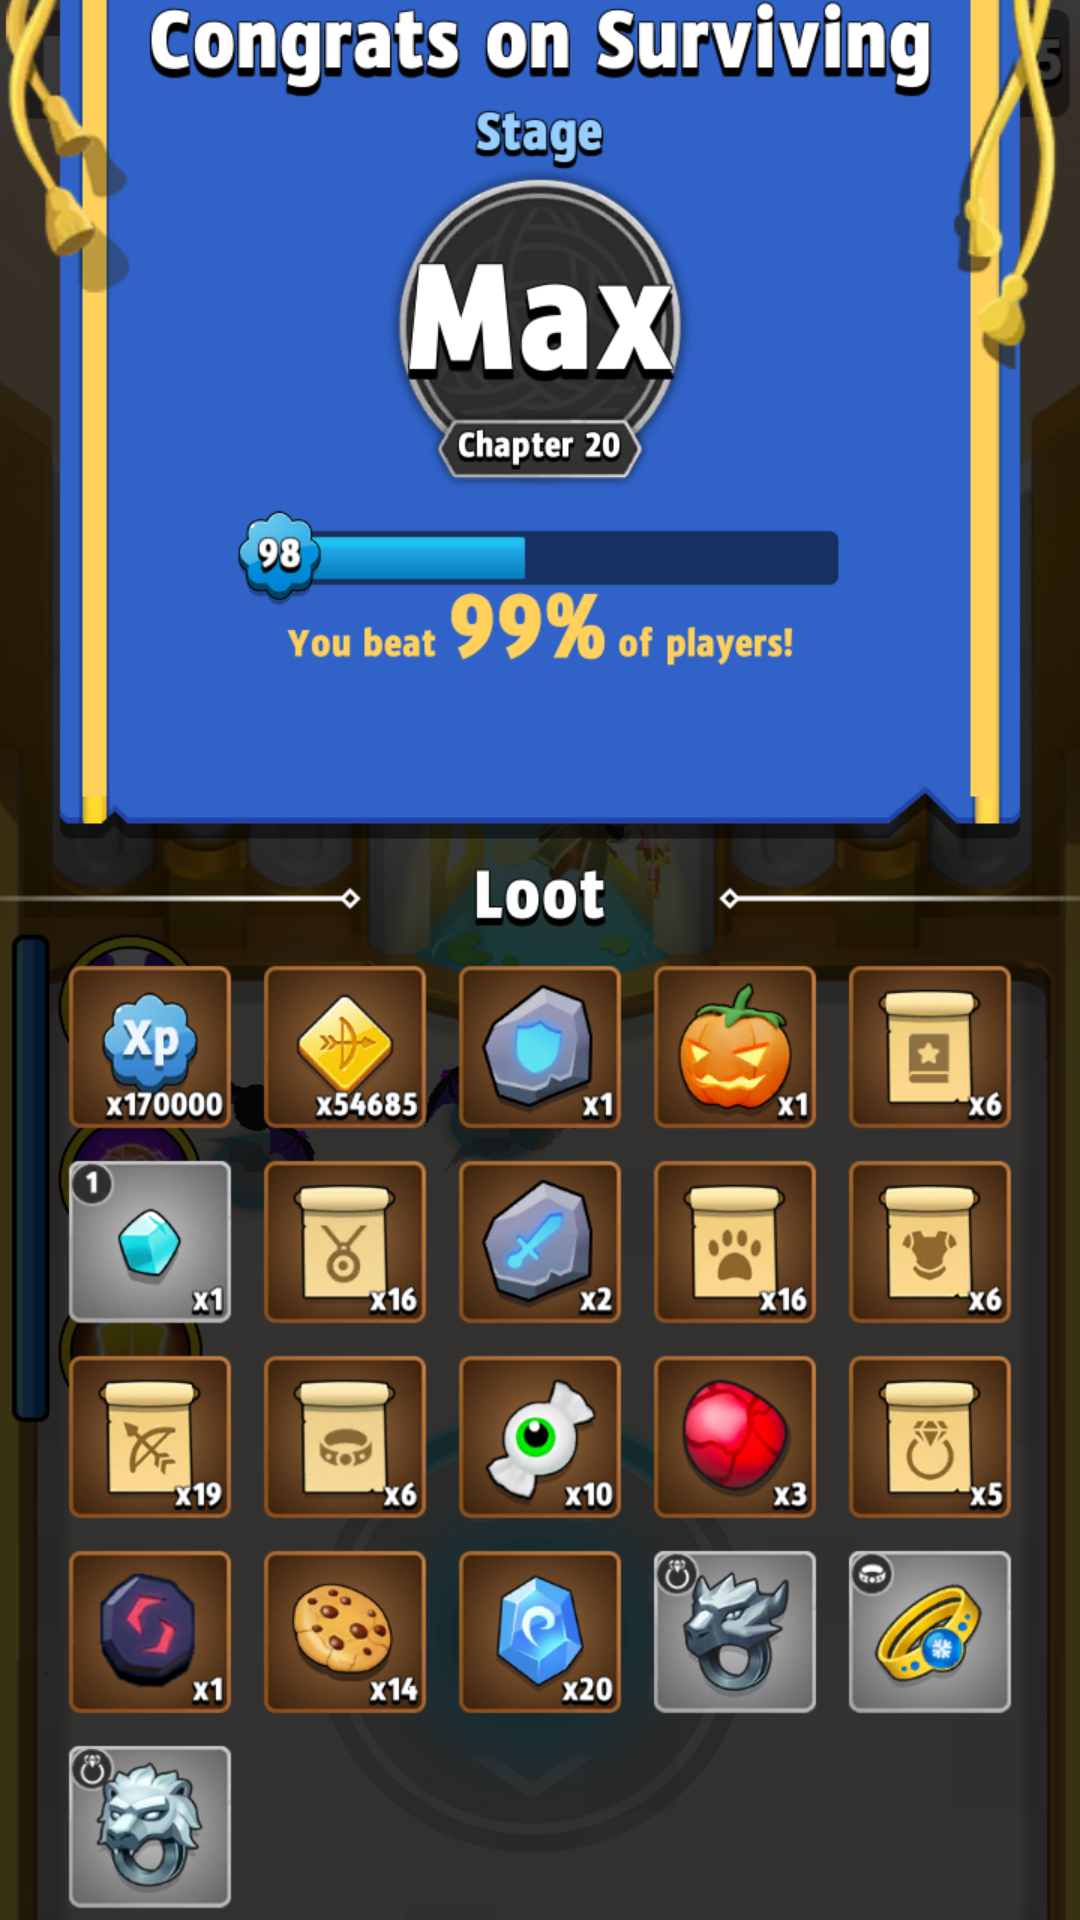 Congrats on Surviving
Stage
Max
Chapter 20
98
You beat 99% of players!
Loot
Xp
x170000
x54685
x1
x1
x6
1
x1
x16
x2
x16
x6
x19
x6
x10
x3
x5
x1
x14
x20